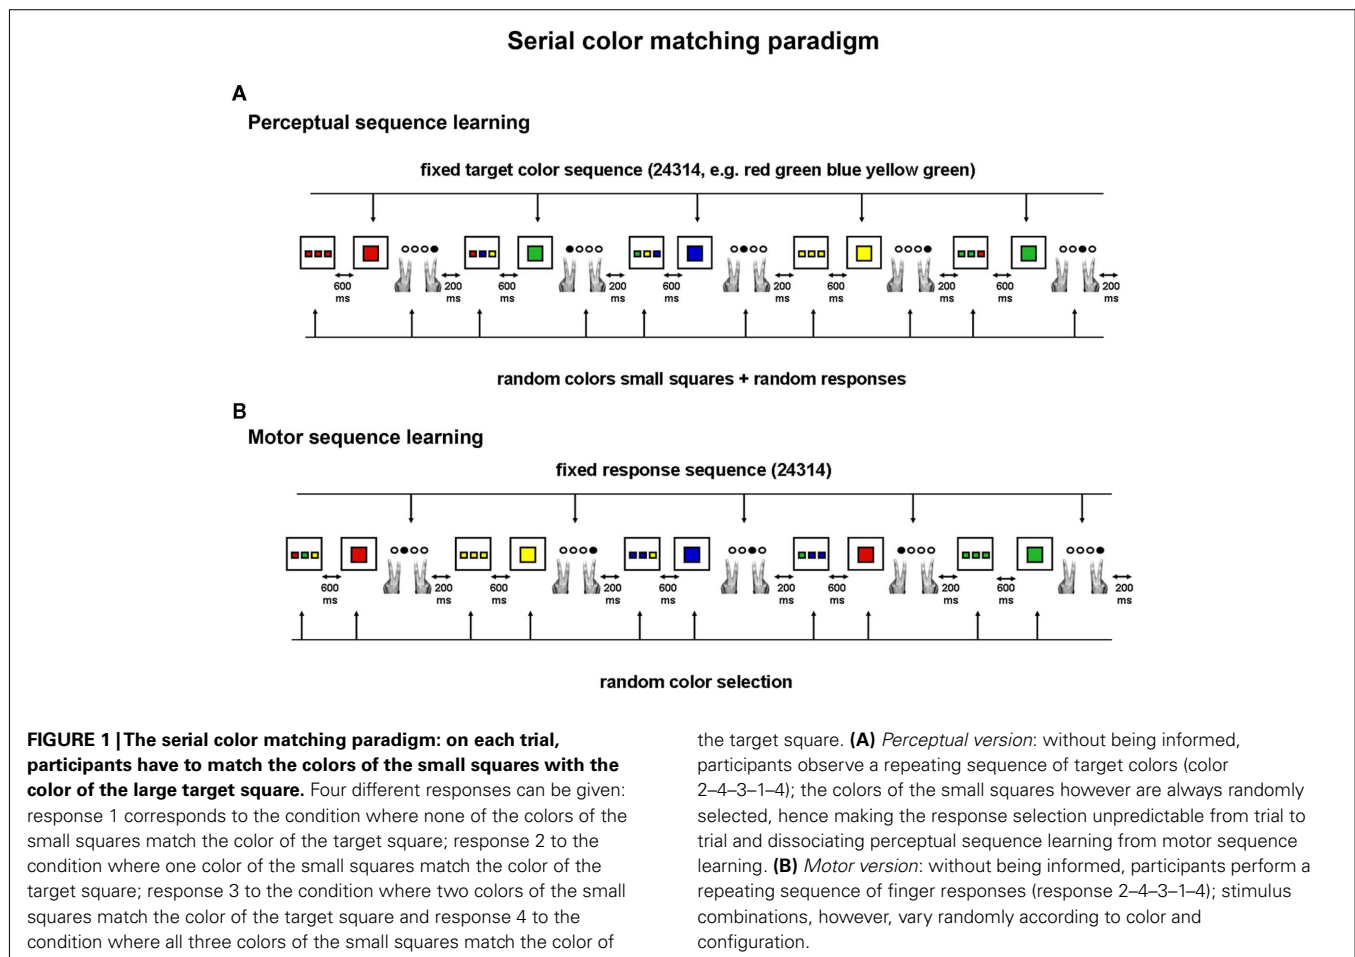 Serial color matching paradigm
A
Perceptual sequence learning
fixed target color sequence (24314, e.g. red green blue yellow green)
600 ms 200 ms 600 ms 200 ms 600 ms 200 ms 600 ms 200 ms 600 ms 200 ms
random colors small squares + random responses
B
Motor sequence learning
fixed response sequence (24314)
600 ms 200 ms 600 ms 200 ms 600 ms 200 ms 600 ms 200 ms 600 ms 200 ms
random color selection
FIGURE 1 | The serial color matching paradigm: on each trial,
participants have to match the colors of the small squares with the
color of the large target square. Four different responses can be given:
response 1 corresponds to the condition where none of the colors of the
small squares match the color of the target square; response 2 to the
condition where one color of the small squares match the color of the
target square; response 3 to the condition where two colors of the small
squares match the color of the target square and response 4 to the
condition where all three colors of the small squares match the color of
the target square. (A) Perceptual version: without being informed,
participants observe a repeating sequence of target colors (color
2–4–3–1–4); the colors of the small squares however are always randomly
selected, hence making the response selection unpredictable from trial to
trial and dissociating perceptual sequence learning from motor sequence
learning. (B) Motor version: without being informed, participants perform a
repeating sequence of finger responses (response 2–4–3–1–4); stimulus
combinations, however, vary randomly according to color and
configuration.